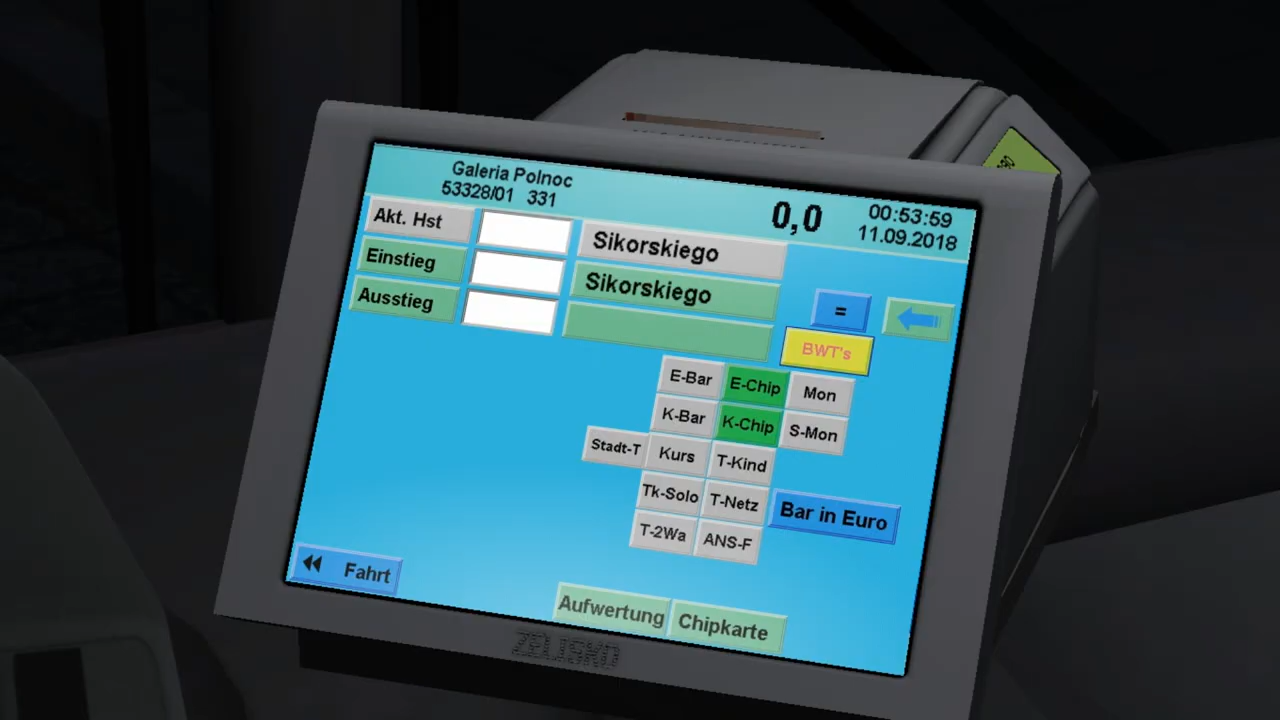 Galeria Polnoc
53328/01 331
0,0
00:53:59
11.09.2018
Akt. Hst
Sikorskiego
Einstieg
Sikorskiego
Ausstieg
=
BWT's
E-Bar E-Chip Mon
K-Bar K-Chip S-Mon
Stadt-T Kurs T-Kind
Tk-Solo T-Netz
Bar in Euro
T-2Wa ANS-F
Fahrt
Aufwertung Chipkarte
ZELISKO